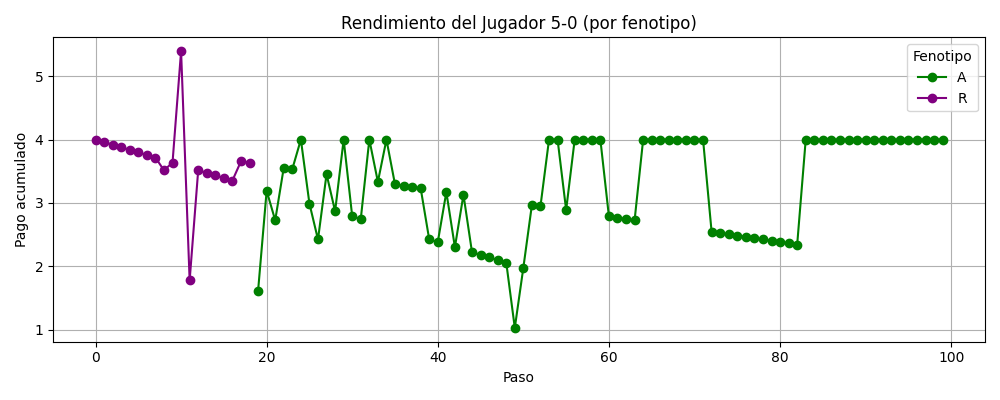 Rendimiento del Jugador 5-0 (por fenotipo)
Pago acumulado
5
4
3
2
1
0
20
40
60
80
100
Paso
Fenotipo
A
R